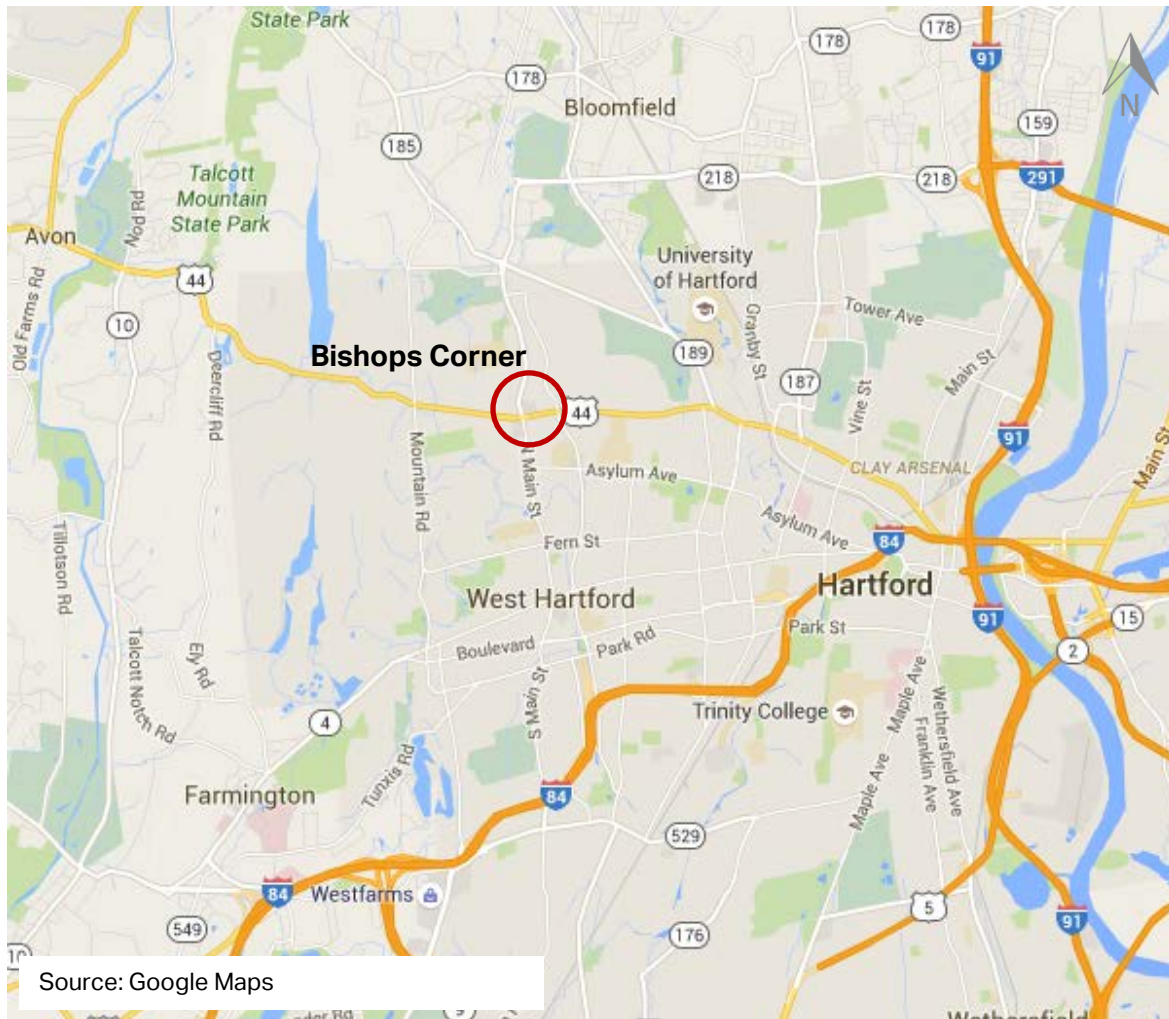 State Park
178
178
91
N
178
Bloomfield
159
185
Talcott
Mountain
State Park
218
218
291
Nod Rd
Avon
University
of Hartford
44
Old Farms Rd
10
Granby St
Tower Ave
Bishops Corner
189
Main St
Deercliff Rd
187
Vine St
44
91
Main St
Mountain Rd
N Main St
Asylum Ave
CLAY ARSENAL
Asylum Ave
Tillotson Rd
Fern St
84
Hartford
West Hartford
91
15
Park St
Park Rd
Boulevard
2
Talcott Notch Rd
Ely Rd
S Main St
Maple Ave
Wethersfield Ave
Franklin Ave
4
Trinity College
Tunxis Rd
Farmington
84
Maple Ave
529
84
Westfarms
5
91
549
176
10
Source: Google Maps
9
Wethersfield